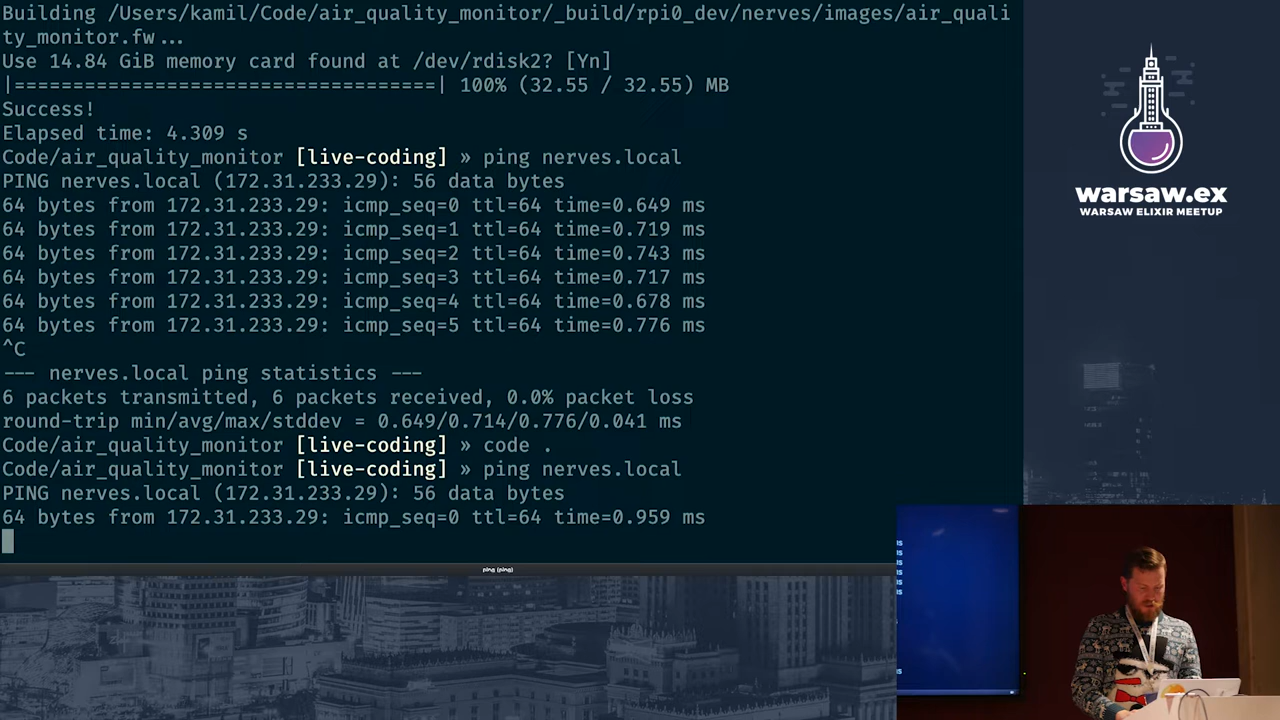 Building /Users/kamil/Code/air_quality_monitor/_build/rpi0_dev/nerves/images/air_quali
ty_monitor.fw...
Use 14.84 GiB memory card found at /dev/rdisk2? [Yn]
|====================================| 100% (32.55 / 32.55) MB
Success!
Elapsed time: 4.309 s
Code/air_quality_monitor [live-coding] » ping nerves.local
PING nerves.local (172.31.233.29): 56 data bytes
64 bytes from 172.31.233.29: icmp_seq=0 ttl=64 time=0.649 ms
64 bytes from 172.31.233.29: icmp_seq=1 ttl=64 time=0.719 ms
64 bytes from 172.31.233.29: icmp_seq=2 ttl=64 time=0.743 ms
64 bytes from 172.31.233.29: icmp_seq=3 ttl=64 time=0.717 ms
64 bytes from 172.31.233.29: icmp_seq=4 ttl=64 time=0.678 ms
64 bytes from 172.31.233.29: icmp_seq=5 ttl=64 time=0.776 ms
^C
--- nerves.local ping statistics ---
6 packets transmitted, 6 packets received, 0.0% packet loss
round-trip min/avg/max/stddev = 0.649/0.714/0.776/0.041 ms
Code/air_quality_monitor [live-coding] » code .
Code/air_quality_monitor [live-coding] » ping nerves.local
PING nerves.local (172.31.233.29): 56 data bytes
64 bytes from 172.31.233.29: icmp_seq=0 ttl=64 time=0.959 ms
ping (ping)
warsaw.ex
WARSAW ELIXIR MEETUP